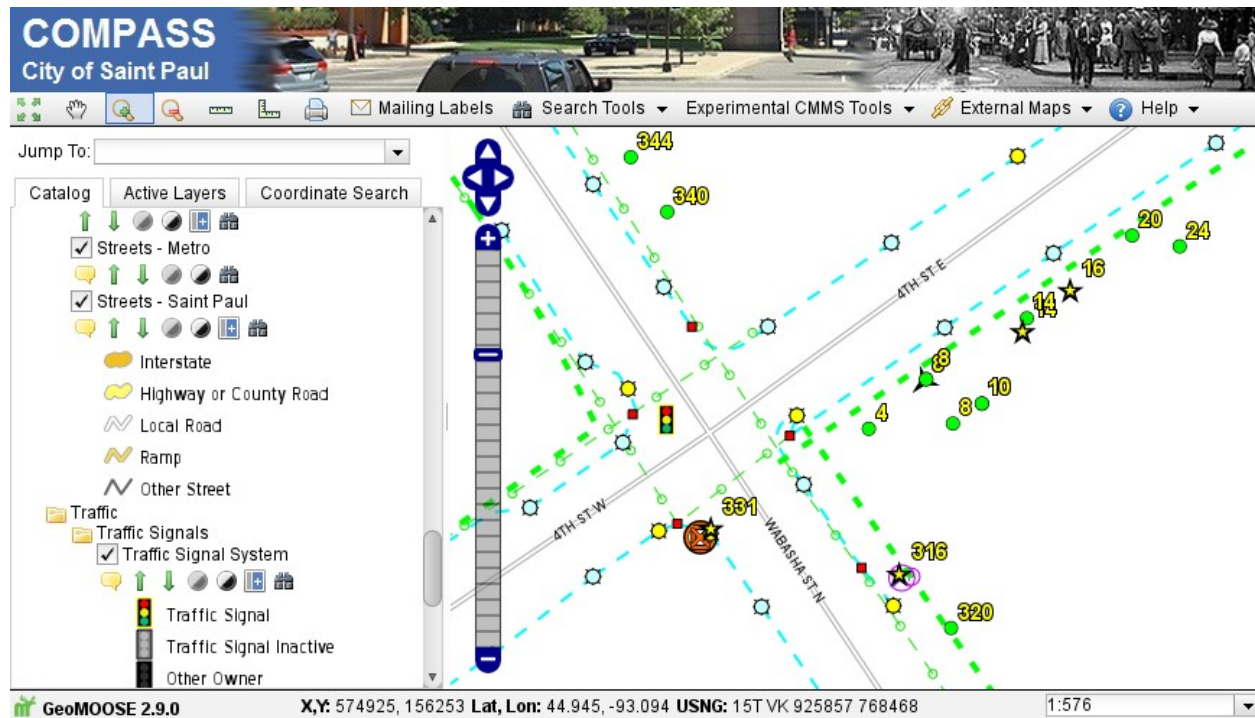 COMPASS
City of Saint Paul
Mailing Labels Search Tools Experimental CMMS Tools External Maps Help
Jump To:
Catalog Active Layers Coordinate Search
Streets - Metro
Streets - Saint Paul
Interstate
Highway or County Road
Local Road
Ramp
Other Street
Traffic
Traffic Signals
Traffic Signal System
Traffic Signal
Traffic Signal Inactive
Other Owner
344
340
20
24
16
14
14
4TH ST E
8
10
8
4
331
4TH ST W
WABASHA ST N
316
320
GeoMOOSE 2.9.0 X,Y: 574925, 156253 Lat, Lon: 44.945, -93.094 USNG: 15T VK 925857 768468 1:576